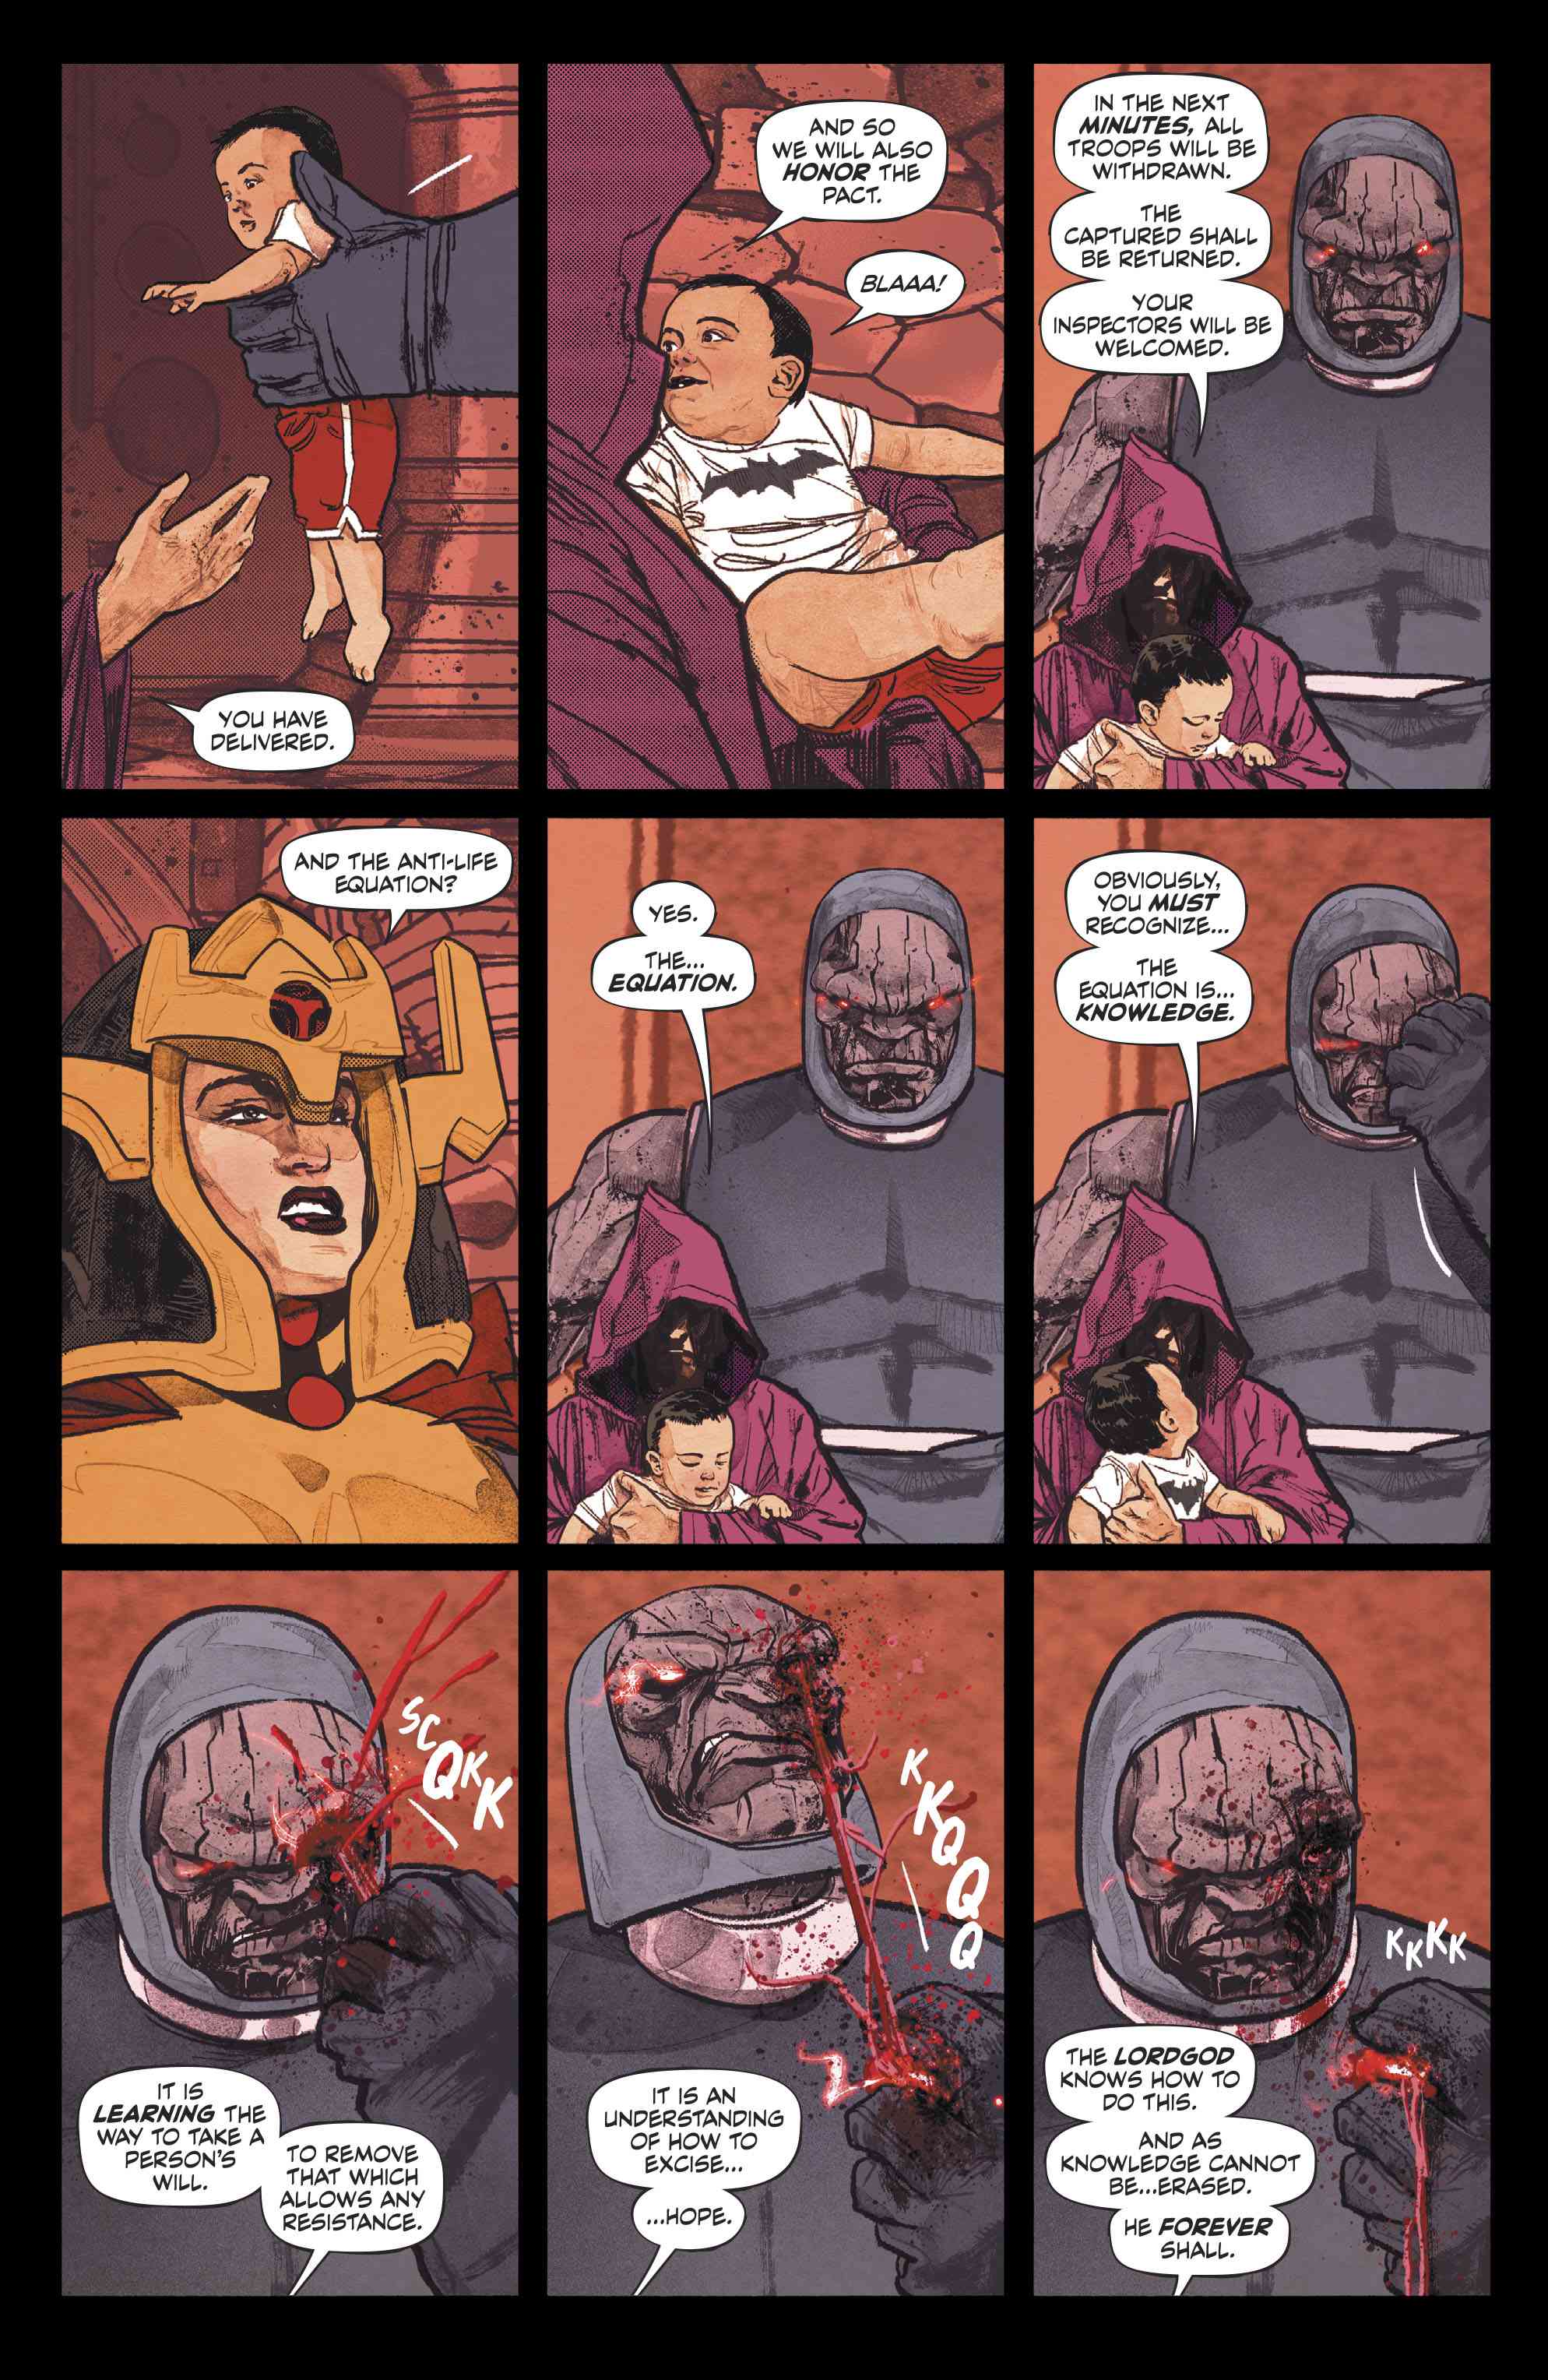 YOU HAVE
DELIVERED.
AND SO
WE WILL ALSO
HONOR THE
PACT.
BLAAA!
IN THE NEXT
MINUTES, ALL
TROOPS WILL BE
WITHDRAWN.
THE
CAPTURED SHALL
BE RETURNED.
YOUR
INSPECTORS WILL BE
WELCOMED.
AND THE ANTI-LIFE
EQUATION?
YES.
THE...
EQUATION.
OBVIOUSLY,
YOU MUST
RECOGNIZE...
THE
EQUATION IS...
KNOWLEDGE.
SCQKK
IT IS
LEARNING THE
WAY TO TAKE A
PERSON'S
WILL.
TO REMOVE
THAT WHICH
ALLOWS ANY
RESISTANCE.
KKQQQ
IT IS AN
UNDERSTANDING
OF HOW TO
EXCISE...
...HOPE.
KKKK
THE LORDGOD
KNOWS HOW TO
DO THIS.
AND AS
KNOWLEDGE CANNOT
BE...ERASED.
HE FOREVER
SHALL.